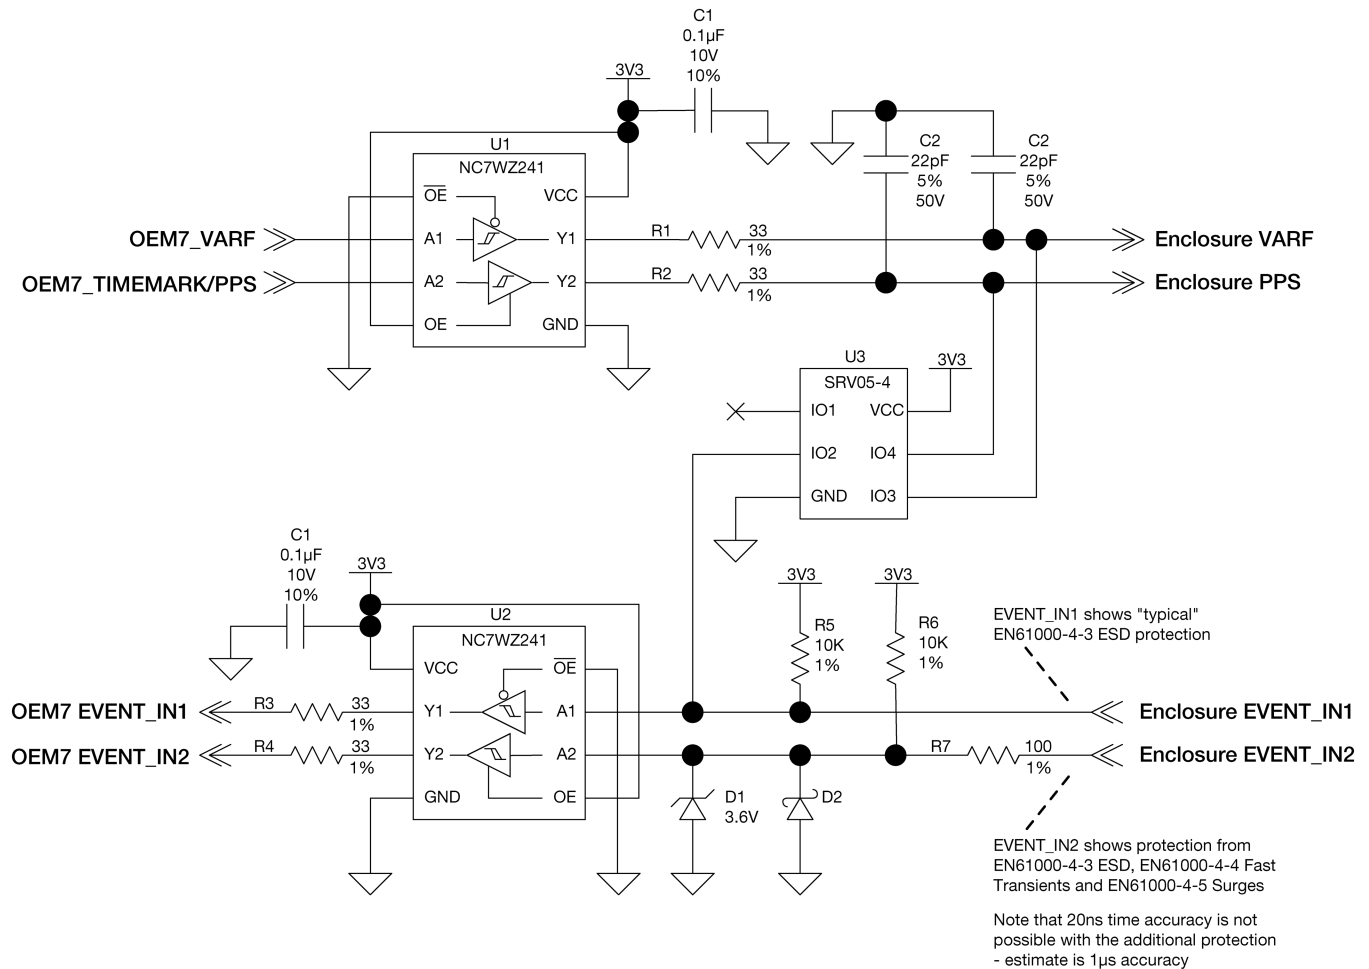 C1
0.1µF
10V
10%
3V3
U1
NC7WZ241
OE
VCC
A1
Y1
A2
Y2
OE
GND
OEM7_VARF
OEM7_TIMEMARK/PPS
R1
33
1%
R2
33
1%
C2
22pF
5%
50V
C2
22pF
5%
50V
Enclosure VARF
Enclosure PPS
U3
SRV05-4
3V3
IO1
VCC
IO2
IO4
GND
IO3
C1
0.1µF
10V
10%
3V3
U2
NC7WZ241
VCC
OE
Y1
A1
Y2
A2
GND
OE
OEM7 EVENT_IN1
OEM7 EVENT_IN2
R3
33
1%
R4
33
1%
3V3
R5
10K
1%
3V3
R6
10K
1%
D1
3.6V
D2
R7
100
1%
EVENT_IN1 shows "typical"
EN61000-4-3 ESD protection
Enclosure EVENT_IN1
Enclosure EVENT_IN2
EVENT_IN2 shows protection from
EN61000-4-3 ESD, EN61000-4-4 Fast
Transients and EN61000-4-5 Surges
Note that 20ns time accuracy is not
possible with the additional protection
- estimate is 1µs accuracy